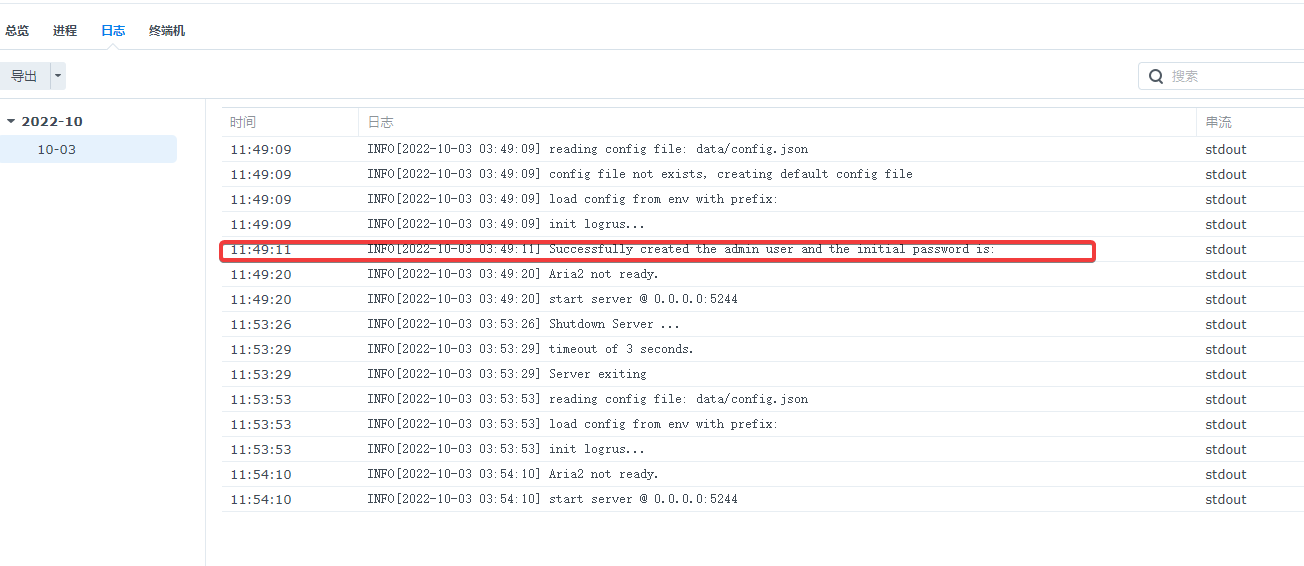 总览 进程 日志 终端机
导出 搜索
2022-10
10-03
时间 日志 串流
11:49:09 INFO[2022-10-03 03:49:09] reading config file: data/config.json stdout
11:49:09 INFO[2022-10-03 03:49:09] config file not exists, creating default config file stdout
11:49:09 INFO[2022-10-03 03:49:09] load config from env with prefix: stdout
11:49:09 INFO[2022-10-03 03:49:09] init logrus... stdout
11:49:11 INFO[2022-10-03 03:49:11] Successfully created the admin user and the initial password is: stdout
11:49:20 INFO[2022-10-03 03:49:20] Aria2 not ready. stdout
11:49:20 INFO[2022-10-03 03:49:20] start server @ 0.0.0.0:5244 stdout
11:53:26 INFO[2022-10-03 03:53:26] Shutdown Server ... stdout
11:53:29 INFO[2022-10-03 03:53:29] timeout of 3 seconds. stdout
11:53:29 INFO[2022-10-03 03:53:29] Server exiting stdout
11:53:53 INFO[2022-10-03 03:53:53] reading config file: data/config.json stdout
11:53:53 INFO[2022-10-03 03:53:53] load config from env with prefix: stdout
11:53:53 INFO[2022-10-03 03:53:53] init logrus... stdout
11:54:10 INFO[2022-10-03 03:54:10] Aria2 not ready. stdout
11:54:10 INFO[2022-10-03 03:54:10] start server @ 0.0.0.0:5244 stdout